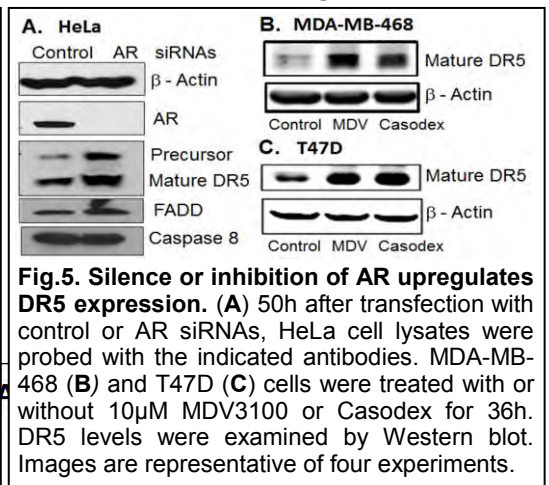 A. HeLa
Control AR siRNAs
β - Actin
AR
Precursor
Mature DR5
FADD
Caspase 8
B. MDA-MB-468
Mature DR5
β - Actin
Control MDV Casodex
C. T47D
Mature DR5
β - Actin
Control MDV Casodex
Fig.5. Silence or inhibition of AR upregulates
DR5 expression. (A) 50h after transfection with
control or AR siRNAs, HeLa cell lysates were
probed with the indicated antibodies. MDA-MB-
468 (B) and T47D (C) cells were treated with or
without 10µM MDV3100 or Casodex for 36h.
DR5 levels were examined by Western blot.
Images are representative of four experiments.